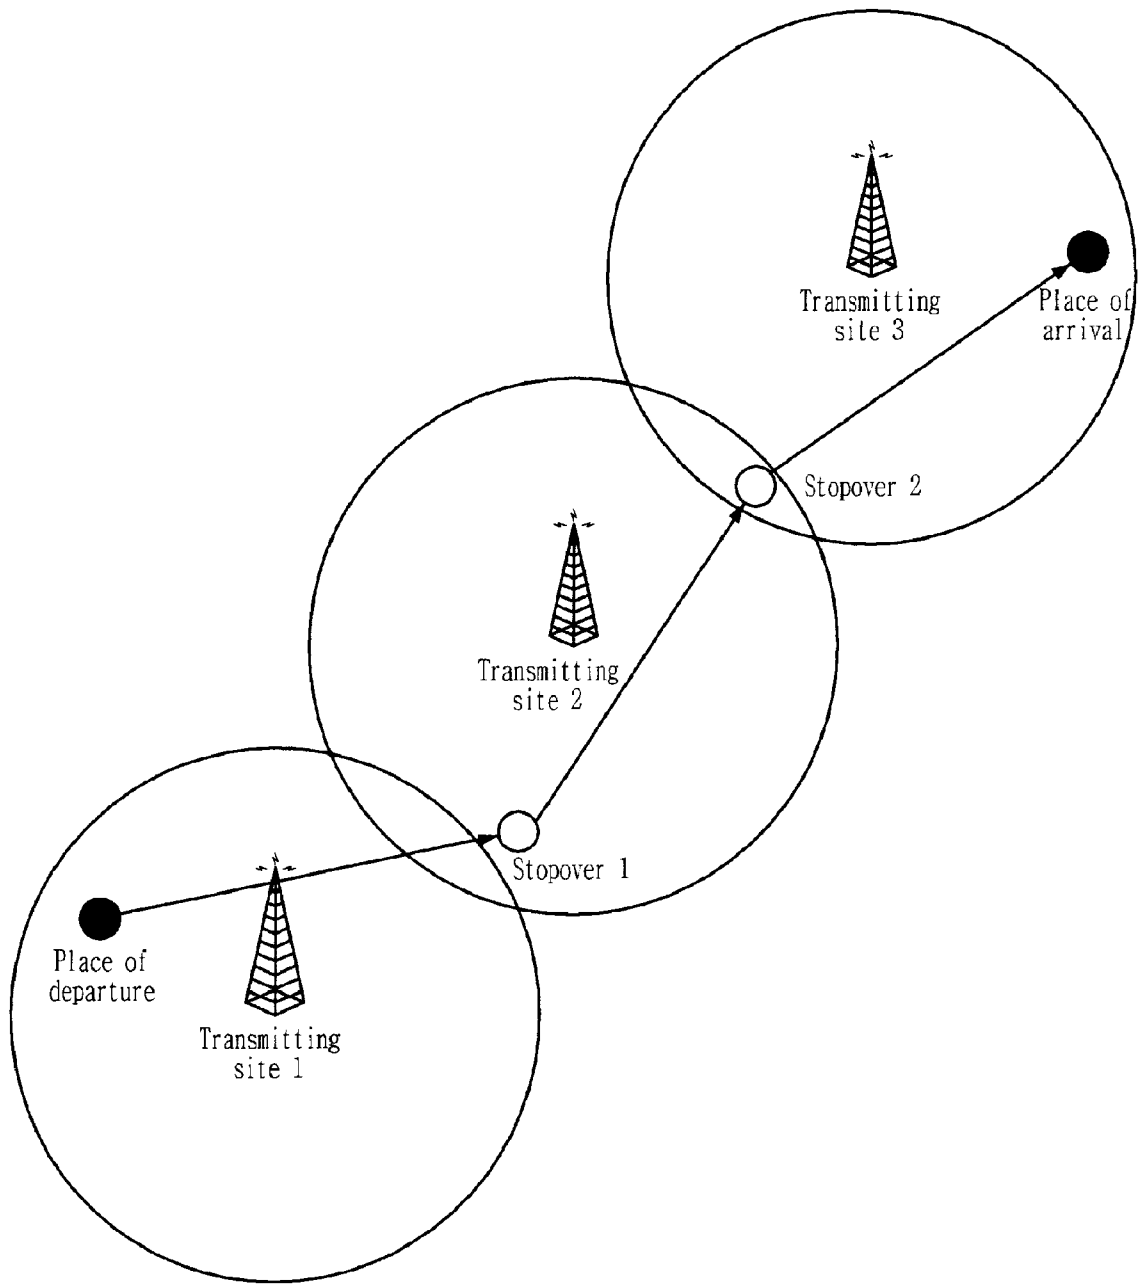 Transmitting
site 3
Place of
arrival
Stopover 2
Transmitting
site 2
Stopover 1
Place of
departure
Transmitting
site 1